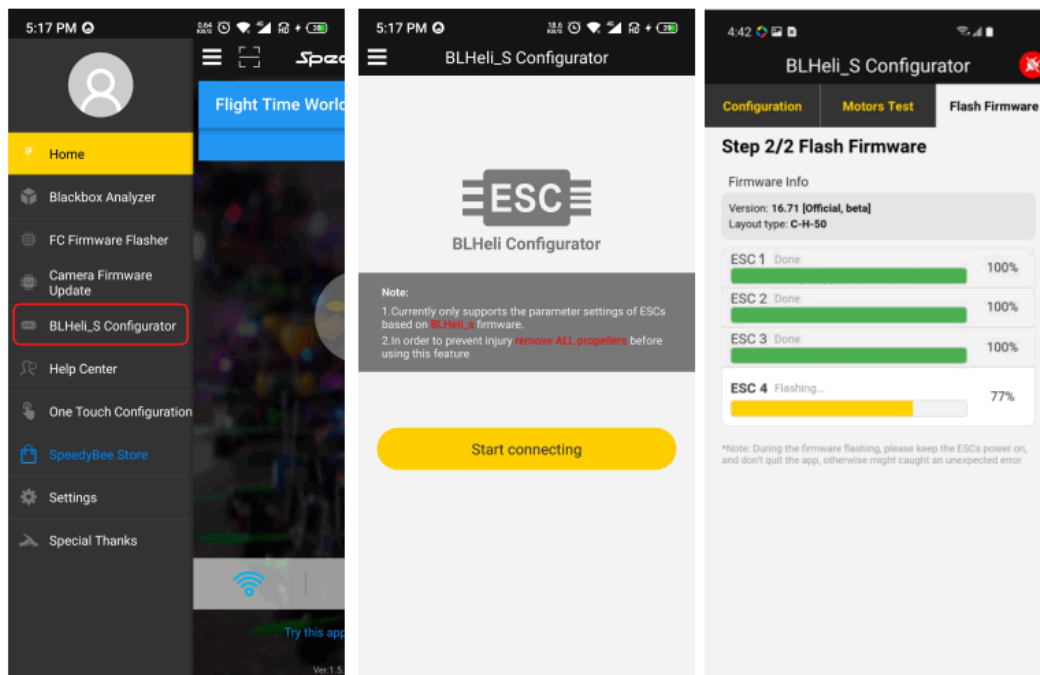 5:17 PM
Home
Blackbox Analyzer
FC Firmware Flasher
Camera Firmware
Update
BLHeli_S Configurator
Help Center
One Touch Configuration
SpeedyBee Store
Settings
Special Thanks
Flight Time World
Try this app
Ver.1.5
5:17 PM
BLHeli_S Configurator
ESC
BLHeli Configurator
Note:
1.Currently only supports the parameter settings of ESCs
based on BLHeli_s firmware.
2.In order to prevent injury remove ALL propellers before
using this feature
Start connecting
4:42
BLHeli_S Configurator
Configuration
Motors Test
Flash Firmware
Step 2/2 Flash Firmware
Firmware Info
Version: 16.71 [Official, beta]
Layout type: C-H-50
ESC 1 Done
100%
ESC 2 Done
100%
ESC 3 Done
100%
ESC 4 Flashing...
77%
*Note: During the firmware flashing, please keep the ESCs power on,
and don't quit the app, otherwise might caught an unexpected error